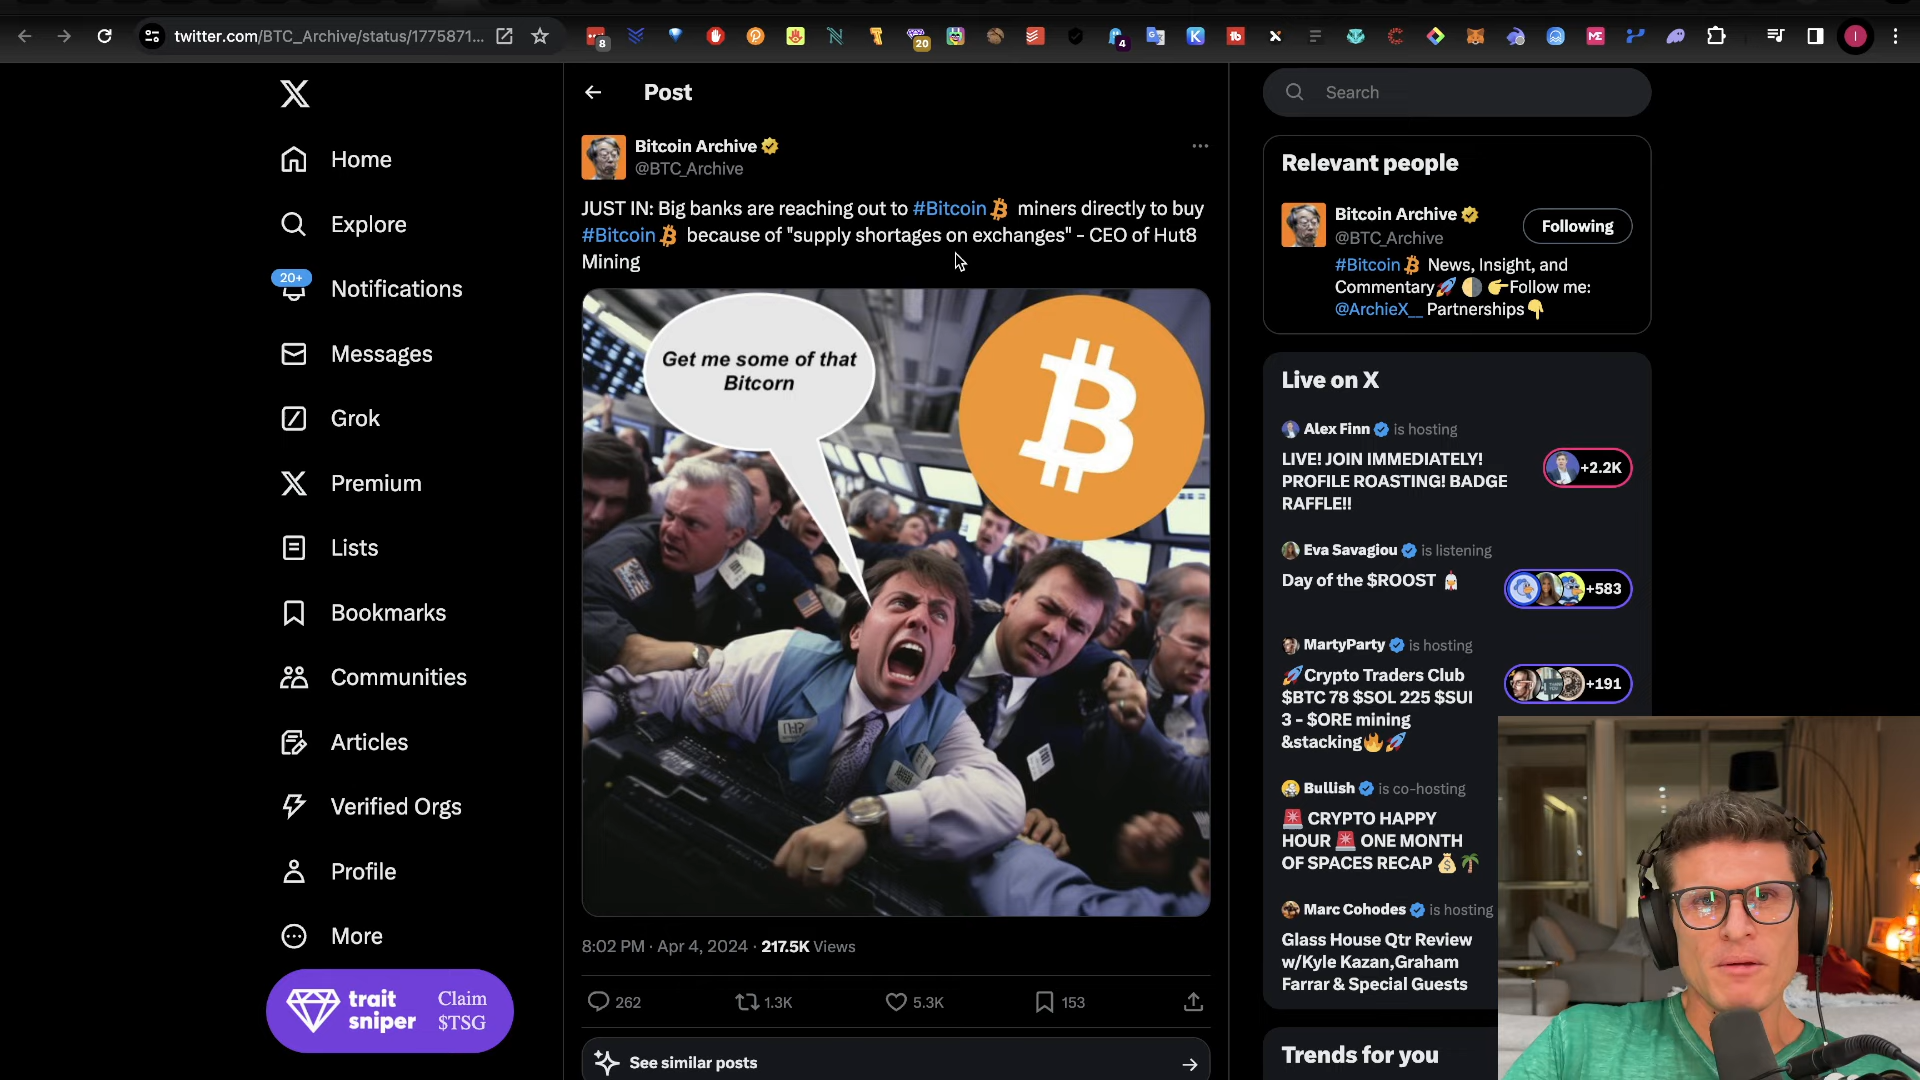 twitter.com/BTC_Archive/status/1775871...
8
20
4
I
Home
Explore
20+
Notifications
Messages
Grok
Premium
Lists
Bookmarks
Communities
Articles
Verified Orgs
Profile
More
trait
sniper
Claim
$TSG
Post
Bitcoin Archive
@BTC_Archive
JUST IN: Big banks are reaching out to #Bitcoin miners directly to buy
#Bitcoin because of "supply shortages on exchanges" - CEO of Hut8
Mining
Get me some of that
Bitcorn
8:02 PM · Apr 4, 2024 · 217.5K Views
262
1.3K
5.3K
153
See similar posts
Search
Relevant people
Bitcoin Archive
@BTC_Archive
Following
#Bitcoin News, Insight, and
Commentary🚀 🌗 👉Follow me:
@ArchieX__ Partnerships👇
Live on X
Alex Finn is hosting
LIVE! JOIN IMMEDIATELY!
PROFILE ROASTING! BADGE
RAFFLE!!
+2.2K
Eva Savagiou is listening
Day of the $ROOST 🐔
+583
MartyParty is hosting
🚀Crypto Traders Club
$BTC 78 $SOL 225 $SUI
3 - $ORE mining
&stacking🔥🚀
+191
Bullish is co-hosting
🚨 CRYPTO HAPPY
HOUR 🚨 ONE MONTH
OF SPACES RECAP 💰🌴
Marc Cohodes is hosting
Glass House Qtr Review
w/Kyle Kazan,Graham
Farrar & Special Guests
Trends for you